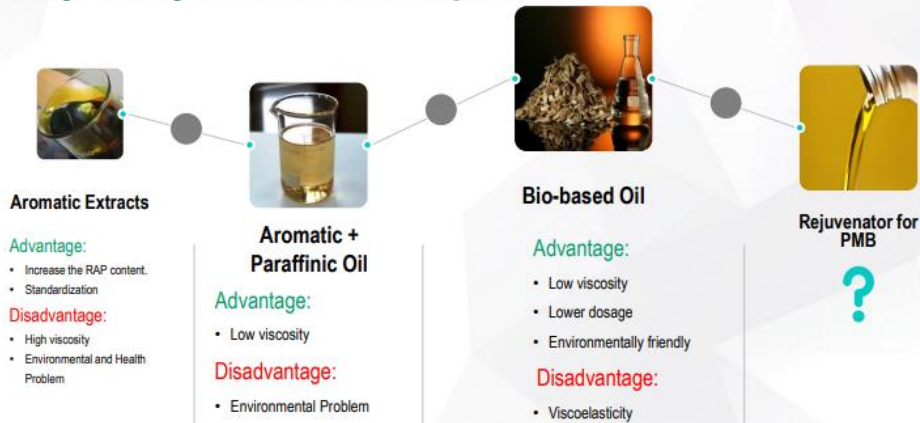 Aromatic Extracts
Advantage:
• Increase the RAP content.
• Standardization
Disadvantage:
• High viscosity
• Environmental and Health
Problem
Aromatic +
Paraffinic Oil
Advantage:
• Low viscosity
Disadvantage:
• Environmental Problem
Bio-based Oil
Advantage:
• Low viscosity
• Lower dosage
• Environmentally friendly
Disadvantage:
• Viscoelasticity
Rejuvenator for
PMB
?